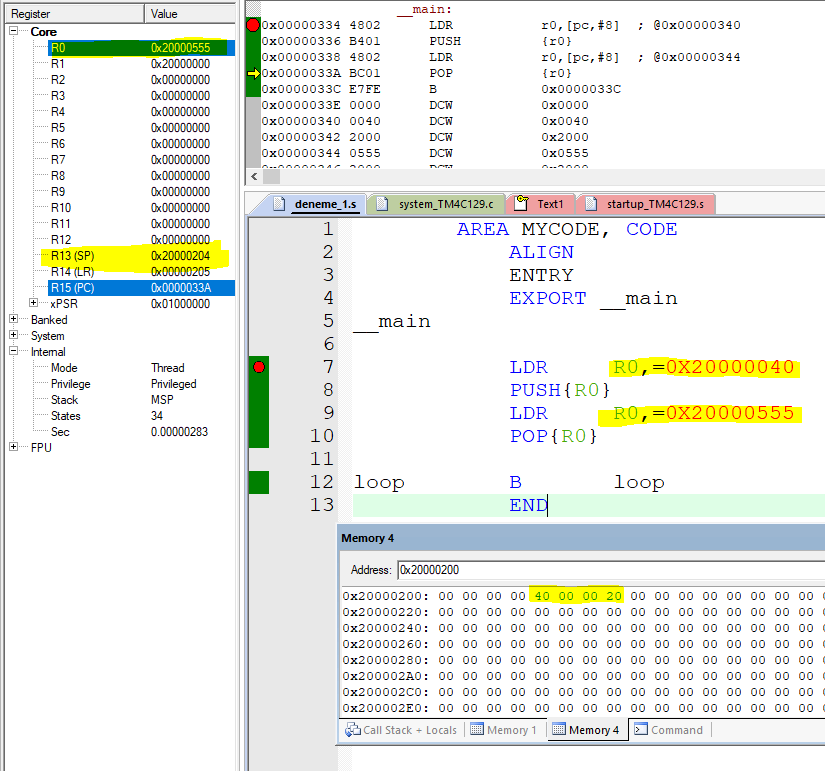 Register Value
Core
R0 0x20000555
R1 0x20000000
R2 0x00000000
R3 0x00000000
R4 0x00000000
R5 0x00000000
R6 0x00000000
R7 0x00000000
R8 0x00000000
R9 0x00000000
R10 0x00000000
R11 0x00000000
R12 0x00000000
R13 (SP) 0x20000204
R14 (LR) 0x00000205
R15 (PC) 0x0000033A
xPSR 0x01000000
Banked
System
Internal
Mode Thread
Privilege Privileged
Stack MSP
States 34
Sec 0.00000283
FPU
__main:
0x00000334 4802 LDR r0,[pc,#8] ; @0x00000340
0x00000336 B401 PUSH {r0}
0x00000338 4802 LDR r0,[pc,#8] ; @0x00000344
0x0000033A BC01 POP {r0}
0x0000033C E7FE B 0x0000033C
0x0000033E 0000 DCW 0x0000
0x00000340 0040 DCW 0x0040
0x00000342 2000 DCW 0x2000
0x00000344 0555 DCW 0x0555
deneme_1.s system_TM4C129.c Text1 startup_TM4C129.s
1 AREA MYCODE, CODE
2 ALIGN
3 ENTRY
4 EXPORT __main
5 __main
6
7 LDR R0,=0X20000040
8 PUSH{R0}
9 LDR R0,=0X20000555
10 POP{R0}
11
12 loop B loop
13 END
Memory 4
Address: 0x20000200
0x20000200: 00 00 00 00 40 00 00 20 00 00 00 00 00 00 00 00
0x20000220: 00 00 00 00 00 00 00 00 00 00 00 00 00 00 00 00
0x20000240: 00 00 00 00 00 00 00 00 00 00 00 00 00 00 00 00
0x20000260: 00 00 00 00 00 00 00 00 00 00 00 00 00 00 00 00
0x20000280: 00 00 00 00 00 00 00 00 00 00 00 00 00 00 00 00
0x200002A0: 00 00 00 00 00 00 00 00 00 00 00 00 00 00 00 00
0x200002C0: 00 00 00 00 00 00 00 00 00 00 00 00 00 00 00 00
0x200002E0: 00 00 00 00 00 00 00 00 00 00 00 00 00 00 00 00
Call Stack + Locals Memory 1 Memory 4 Command